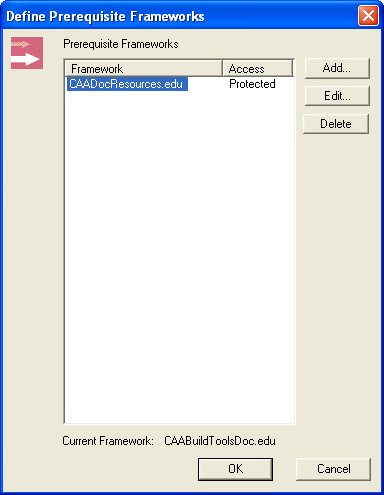 Define Prerequisite Frameworks
Prerequisite Frameworks
Framework Access
CAADocResources.edu Protected
Add...
Edit...
Delete
Current Framework: CAABuildToolsDoc.edu
OK Cancel